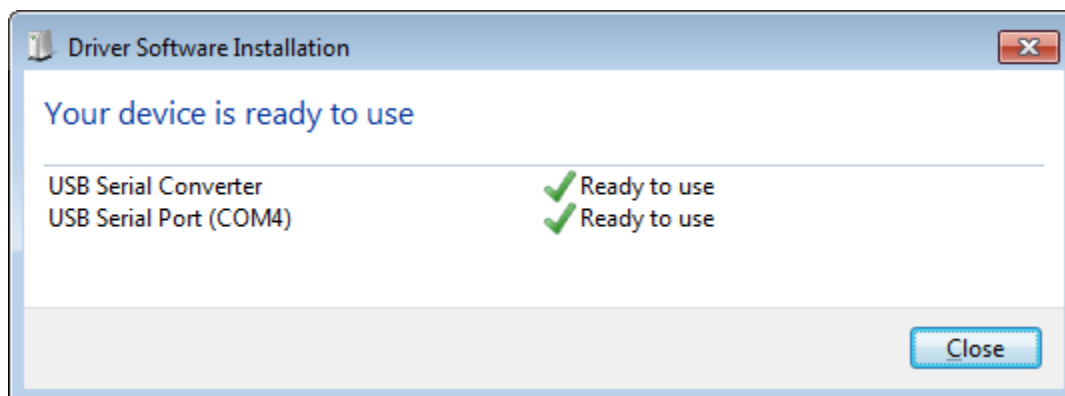 Driver Software Installation
Your device is ready to use
USB Serial Converter Ready to use
USB Serial Port (COM4) Ready to use
Close